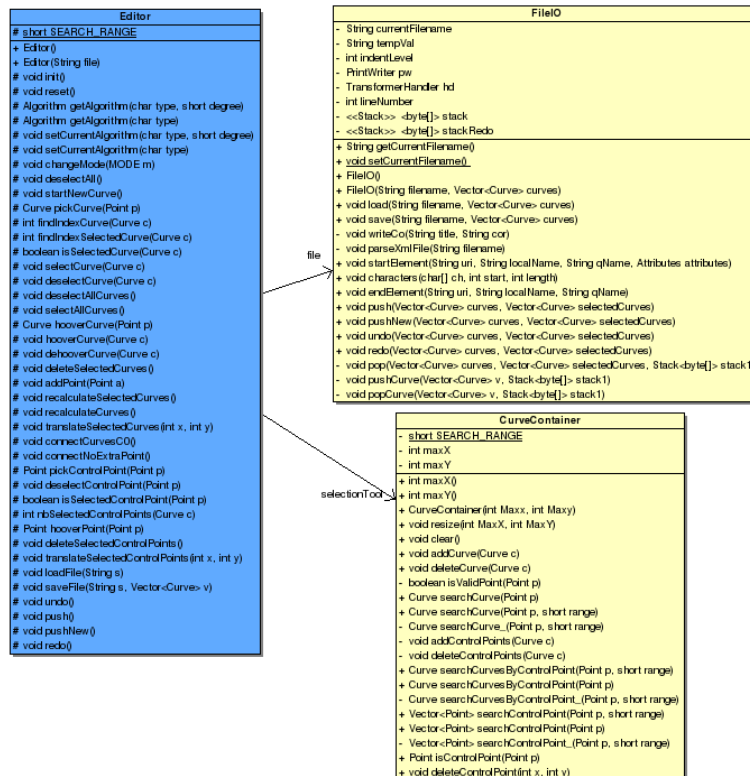 Editor
# short SEARCH_RANGE
+ Editor()
+ Editor(String file)
# void init()
# void reset()
# Algorithm getAlgorithm(char type, short degree)
# Algorithm getAlgorithm(char type)
# void setCurrentAlgorithm(char type, short degree)
# void setCurrentAlgorithm(char type)
# void changeMode(MODE m)
# void deselectAll()
# void startNewCurve()
# Curve pickCurve(Point p)
# int findIndexCurve(Curve c)
# int findIndexSelectedCurve(Curve c)
# boolean isSelectedCurve(Curve c)
# void selectCurve(Curve c)
# void deselectCurve(Curve c)
# void deselectAllCurves()
# void selectAllCurves()
# Curve hooverCurve(Point p)
# void hooverCurve(Curve c)
# void dehooverCurve(Curve c)
# void deleteSelectedCurves()
# void addPoint(Point a)
# void recalculateSelectedCurves()
# void recalculateCurves()
# void translateSelectedCurves(int x, int y)
# void connectCurvesC0()
# void connectNoExtraPoint()
# Point pickControlPoint(Point p)
# void deselectControlPoint(Point p)
# boolean isSelectedControlPoint(Point p)
# int nbSelectedControlPoints(Curve c)
# Point hooverPoint(Point p)
# void deleteSelectedControlPoints()
# void translateSelectedControlPoints(int x, int y)
# void loadFile(String s)
# void saveFile(String s, Vector<Curve> v)
# void undo()
# void push()
# void pushNew()
# void redo()
file
selectionTool
FileIO
- String currentFilename
- String tempVal
- int indentLevel
- PrintWriter pw
- TransformerHandler hd
- int lineNumber
- <<Stack>> <byte[]> stack
- <<Stack>> <byte[]> stackRedo
+ String getCurrentFilename()
+ void setCurrentFilename()
+ FileIO()
+ FileIO(String filename, Vector<Curve> curves)
+ void load(String filename, Vector<Curve> curves)
+ void save(String filename, Vector<Curve> curves)
- void writeCo(String title, String cor)
- void parseXmlFile(String filename)
+ void startElement(String uri, String localName, String qName, Attributes attributes)
+ void characters(char[] ch, int start, int length)
+ void endElement(String uri, String localName, String qName)
+ void push(Vector<Curve> curves, Vector<Curve> selectedCurves)
+ void pushNew(Vector<Curve> curves, Vector<Curve> selectedCurves)
+ void undo(Vector<Curve> curves, Vector<Curve> selectedCurves)
+ void redo(Vector<Curve> curves, Vector<Curve> selectedCurves)
- void pop(Vector<Curve> curves, Vector<Curve> selectedCurves, Stack<byte[]> stack1)
- void pushCurve(Vector<Curve> v, Stack<byte[]> stack1)
- void popCurve(Vector<Curve> v, Stack<byte[]> stack1)
CurveContainer
- short SEARCH_RANGE
- int maxX
- int maxY
+ int maxX()
+ int maxY()
+ CurveContainer(int Maxx, int Maxy)
+ void resize(int MaxX, int MaxY)
+ void clear()
+ void addCurve(Curve c)
+ void deleteCurve(Curve c)
- boolean isValidPoint(Point p)
+ Curve searchCurve(Point p)
+ Curve searchCurve(Point p, short range)
- Curve searchCurve_(Point p, short range)
- void addControlPoints(Curve c)
- void deleteControlPoints(Curve c)
+ Curve searchCurvesByControlPoint(Point p, short range)
+ Curve searchCurvesByControlPoint(Point p)
- Curve searchCurvesByControlPoint_(Point p, short range)
+ Vector<Point> searchControlPoint(Point p, short range)
+ Vector<Point> searchControlPoint(Point p)
- Vector<Point> searchControlPoint_(Point p, short range)
+ Point isControlPoint(Point p)
+ void deleteControlPoint(int x, int y)